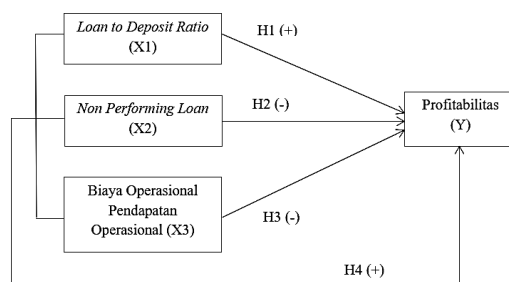 Loan to Deposit Ratio
(X1)
H1 (+)
Non Performing Loan
(X2)
H2 (-)
Profitabilitas
(Y)
Biaya Operasional
Pendapatan
Operasional (X3)
H3 (-)
H4 (+)